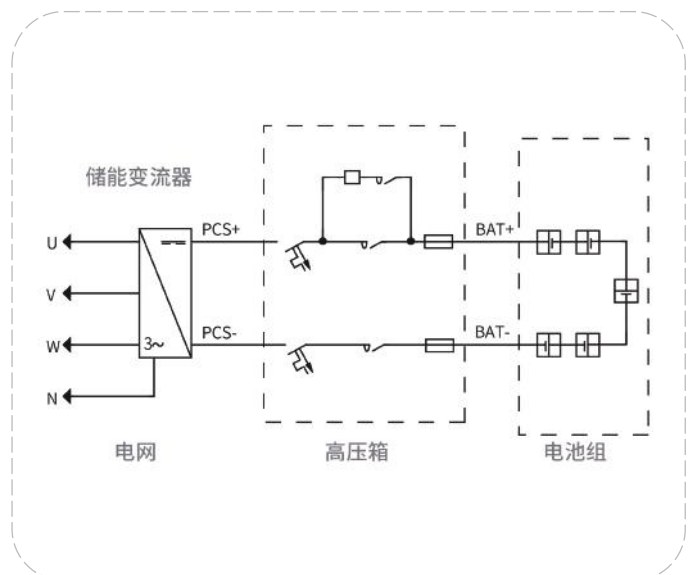 储能变流器
U
V
W
N
3~
PCS+
PCS-
BAT+
BAT-
电网
高压箱
电池组